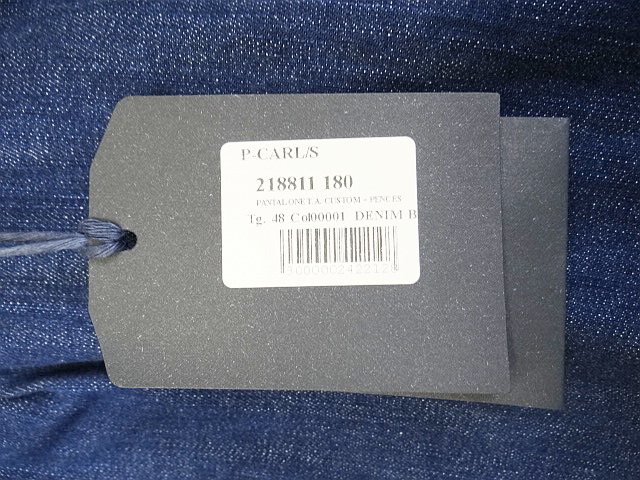 P-CARL/S
218811 180
PANTALONE T.A. CUSTOM + PENCES
Tg. 48 Col00001 DENIM B